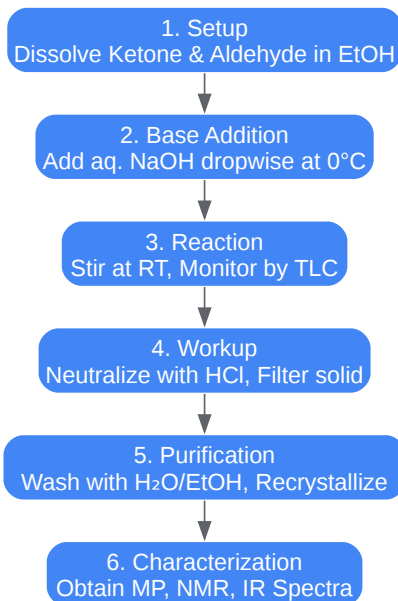 1. Setup
Dissolve Ketone & Aldehyde in EtOH
2. Base Addition
Add aq. NaOH dropwise at 0°C
3. Reaction
Stir at RT, Monitor by TLC
4. Workup
Neutralize with HCl, Filter solid
5. Purification
Wash with H₂O/EtOH, Recrystallize
6. Characterization
Obtain MP, NMR, IR Spectra